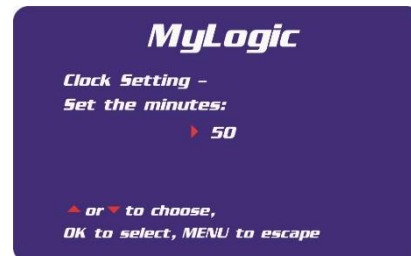 MyLogic
Clock Setting –
Set the minutes:
50
or to choose,
OK to select, MENU to escape